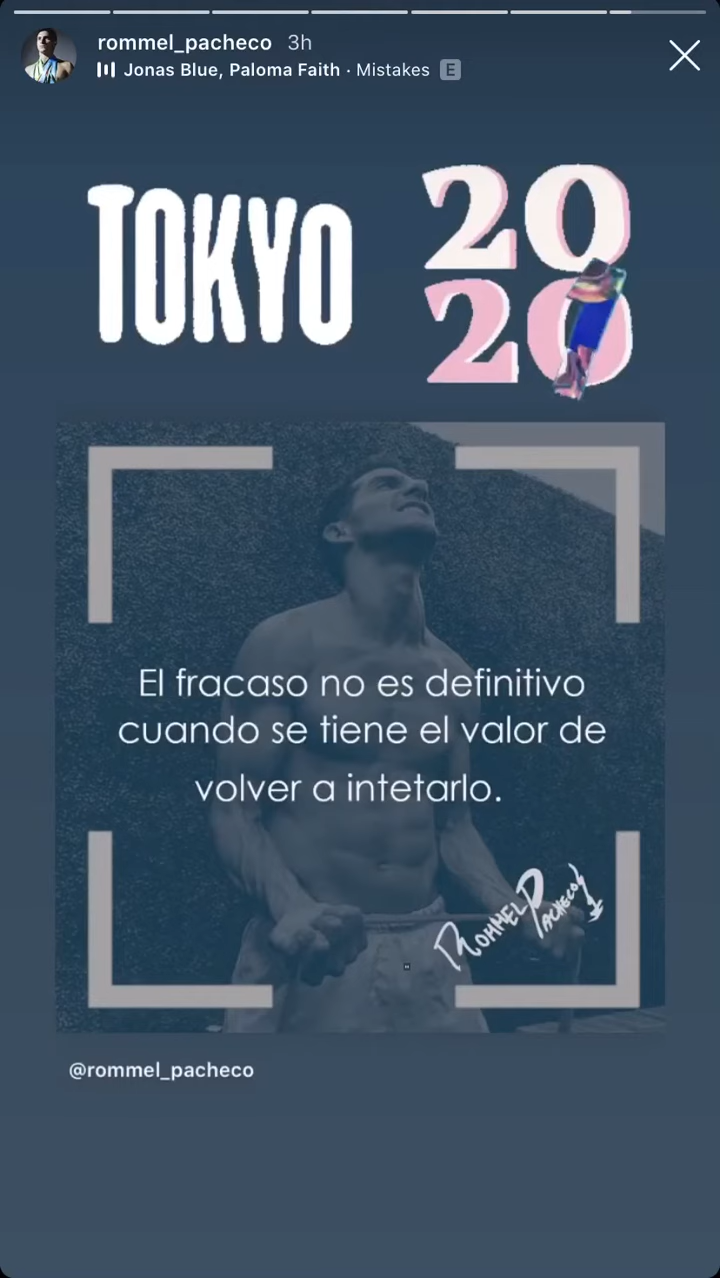 rommel_pacheco 3h
Jonas Blue, Paloma Faith · Mistakes E
TOKYO
20
20
El fracaso no es definitivo
cuando se tiene el valor de
volver a intetarlo.
ROMMEL PACHECO
@rommel_pacheco